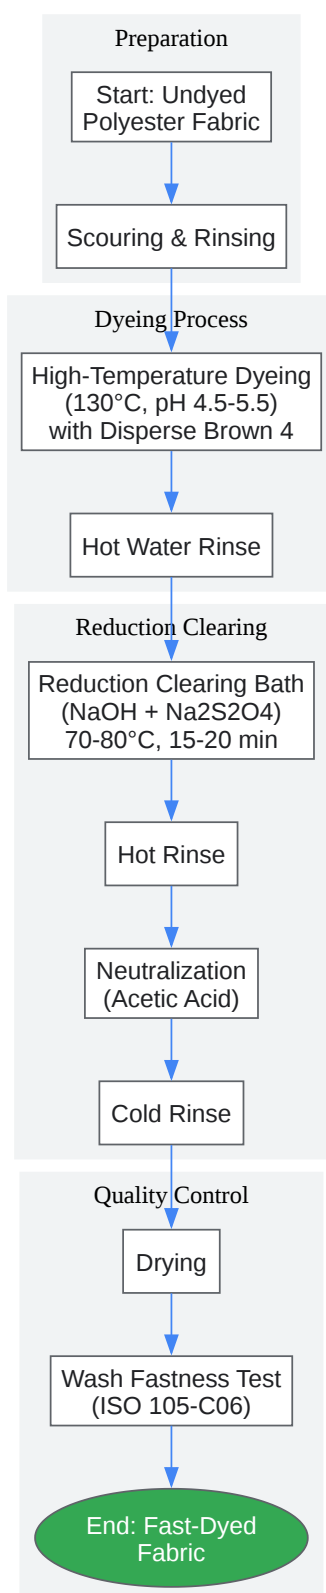 Preparation
Start: Undyed
Polyester Fabric
Scouring & Rinsing
Dyeing Process
High-Temperature Dyeing
(130°C, pH 4.5-5.5)
with Disperse Brown 4
Hot Water Rinse
Reduction Clearing
Reduction Clearing Bath
(NaOH + Na2S2O4)
70-80°C, 15-20 min
Hot Rinse
Neutralization
(Acetic Acid)
Cold Rinse
Quality Control
Drying
Wash Fastness Test
(ISO 105-C06)
End: Fast-Dyed
Fabric